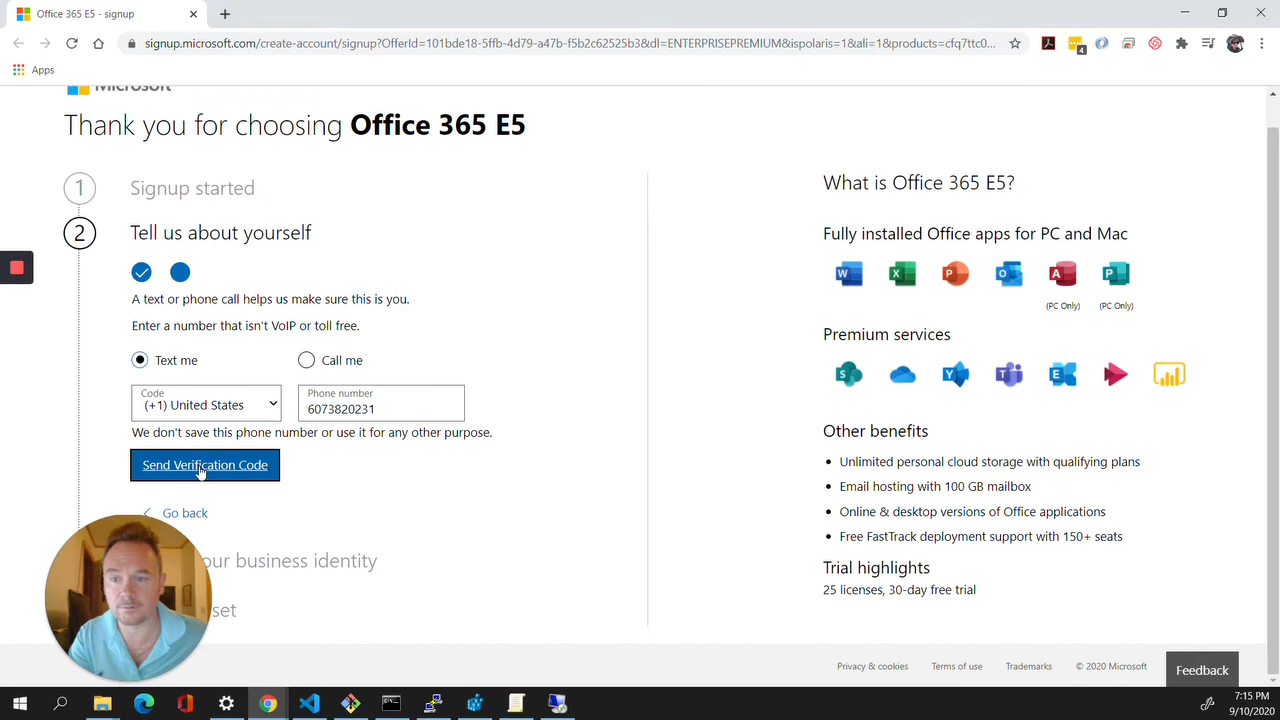 Office 365 E5 - signup
signup.microsoft.com/create-account/signup?OfferId=101bde18-5ffb-4d79-a47b-f5b2c62525b3&dl=ENTERPRISEPREMIUM&ispolaris=1&ali=1&products=cfq7ttc0...
4
Apps
Microsoft
Thank you for choosing Office 365 E5
1
Signup started
2
Tell us about yourself
A text or phone call helps us make sure this is you.
Enter a number that isn't VoIP or toll free.
Text me
Call me
Code
(+1) United States
Phone number
6073820231
We don't save this phone number or use it for any other purpose.
Send Verification Code
Go back
our business identity
set
What is Office 365 E5?
Fully installed Office apps for PC and Mac
W
X
P
O
A
P
(PC Only)
(PC Only)
Premium services
S
Y
T
E
Other benefits
• Unlimited personal cloud storage with qualifying plans
• Email hosting with 100 GB mailbox
• Online & desktop versions of Office applications
• Free FastTrack deployment support with 150+ seats
Trial highlights
25 licenses, 30-day free trial
Privacy & cookies
Terms of use
Trademarks
© 2020 Microsoft
Feedback
7:15 PM
9/10/2020